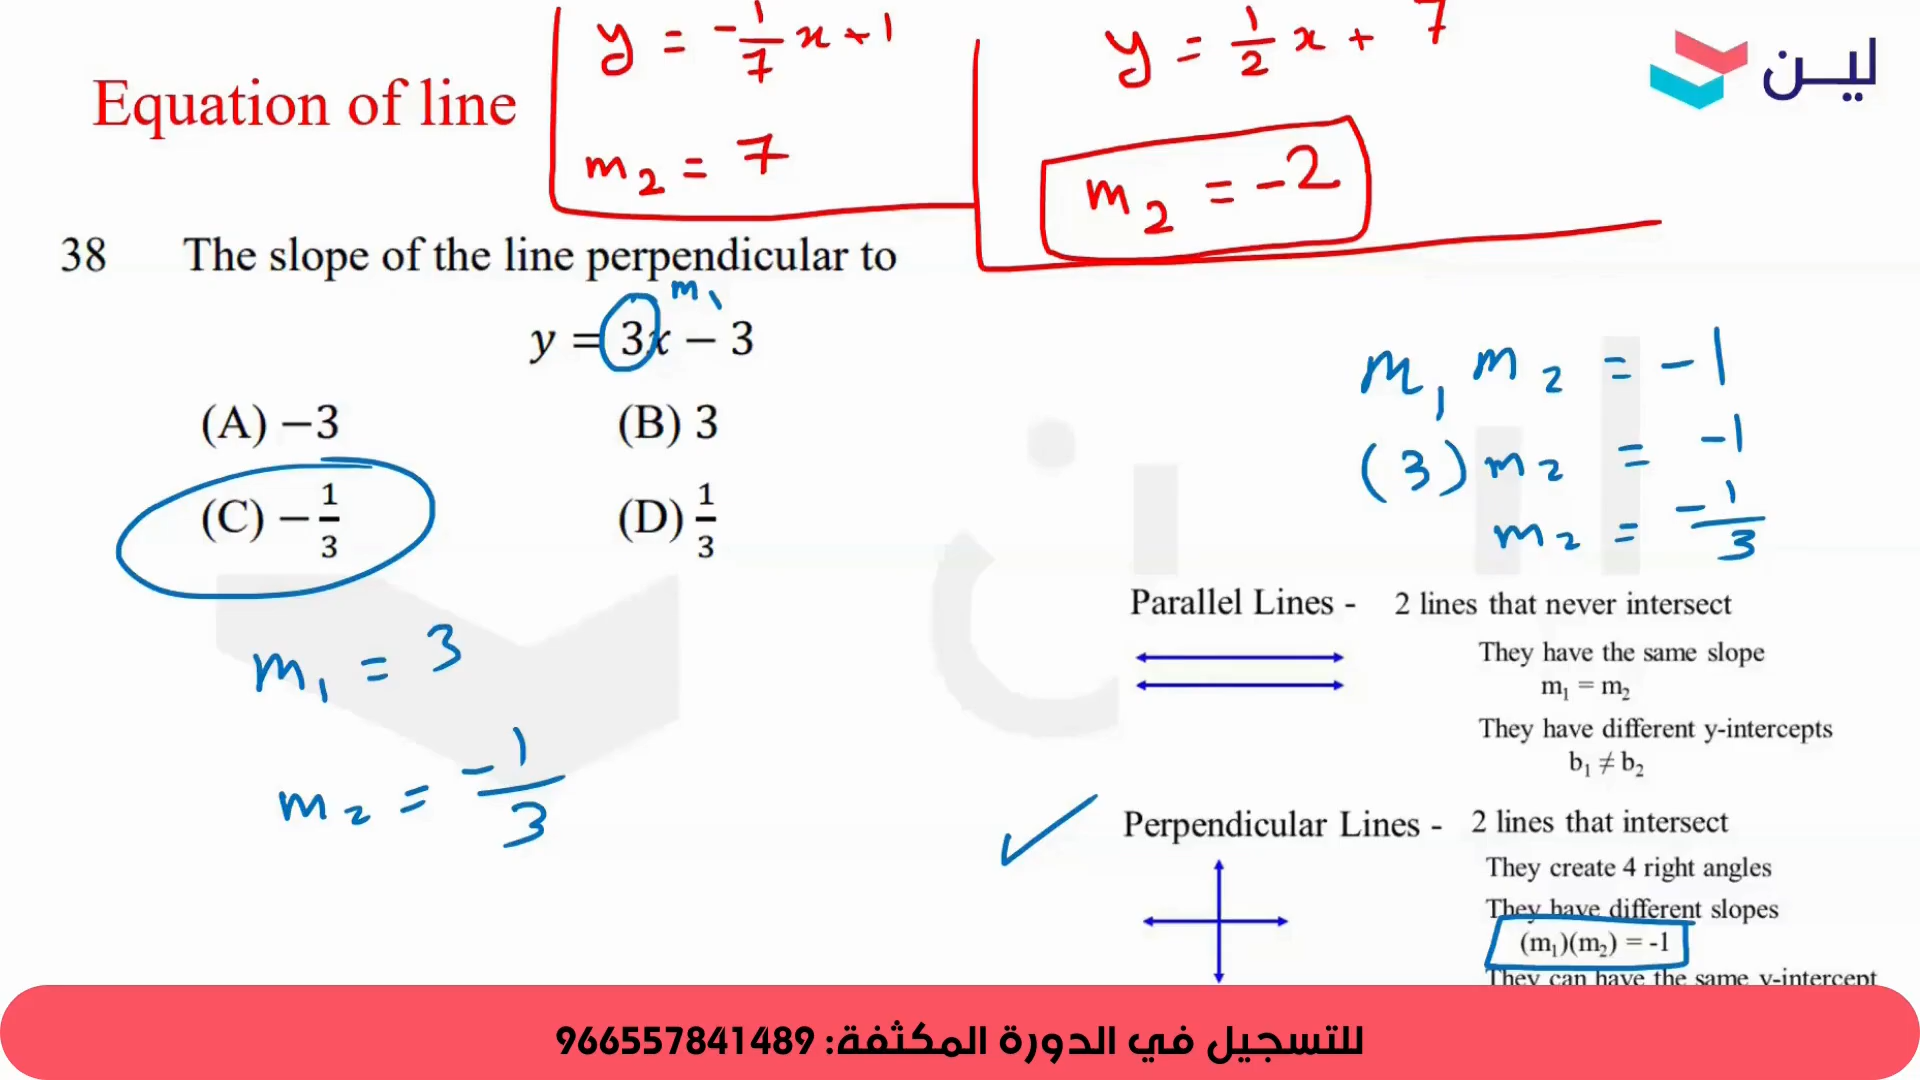 y = -1/7 x + 1
y = 1/2 x + 7
لين
Equation of line
m2 = 7
m2 = -2
38 The slope of the line perpendicular to
m1
y = 3x − 3
(A) −3 (B) 3
(C) −1/3 (D) 1/3
m1 = 3
m2 = -1/3
m1 m2 = -1
(3) m2 = -1
m2 = -1/3
Parallel Lines - 2 lines that never intersect
They have the same slope
m1 = m2
They have different y-intercepts
b1 ≠ b2
Perpendicular Lines - 2 lines that intersect
They create 4 right angles
They have different slopes
(m1)(m2) = -1
They can have the same y-intercept
للتسجيل في الدورة المكثفة: 966557841489